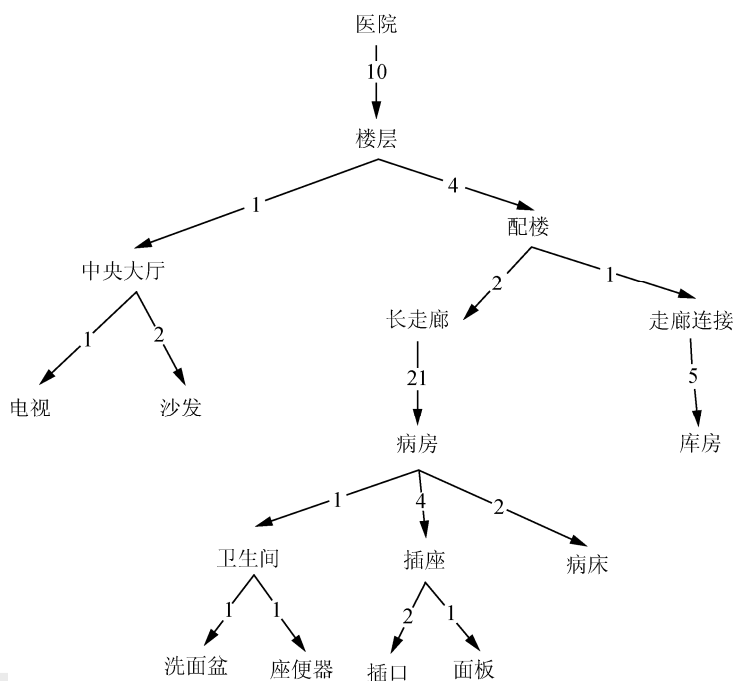 医院
10
楼层
1
4
配楼
中央大厅
2
1
长走廊
走廊连接
1
2
21
5
电视
沙发
病房
库房
1
4
2
卫生间
插座
病床
1
1
2
1
洗面盆
座便器
插口
面板